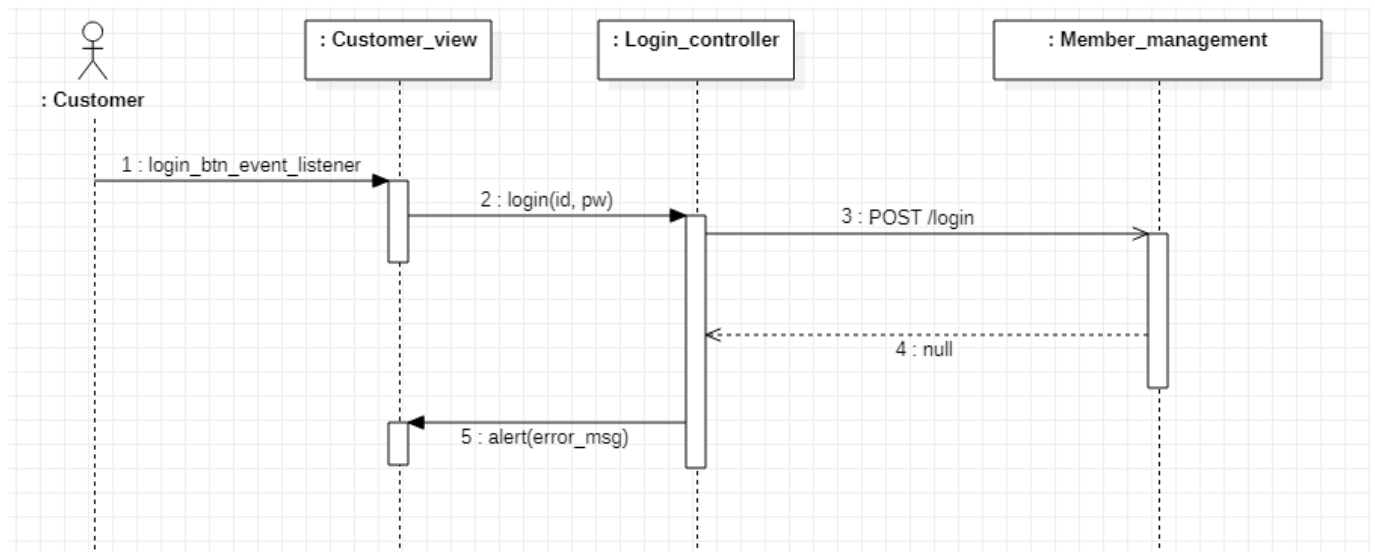 : Customer_view
: Login_controller
: Member_management
: Customer
1 : login_btn_event_listener
2 : login(id, pw)
3 : POST /login
4 : null
5 : alert(error_msg)